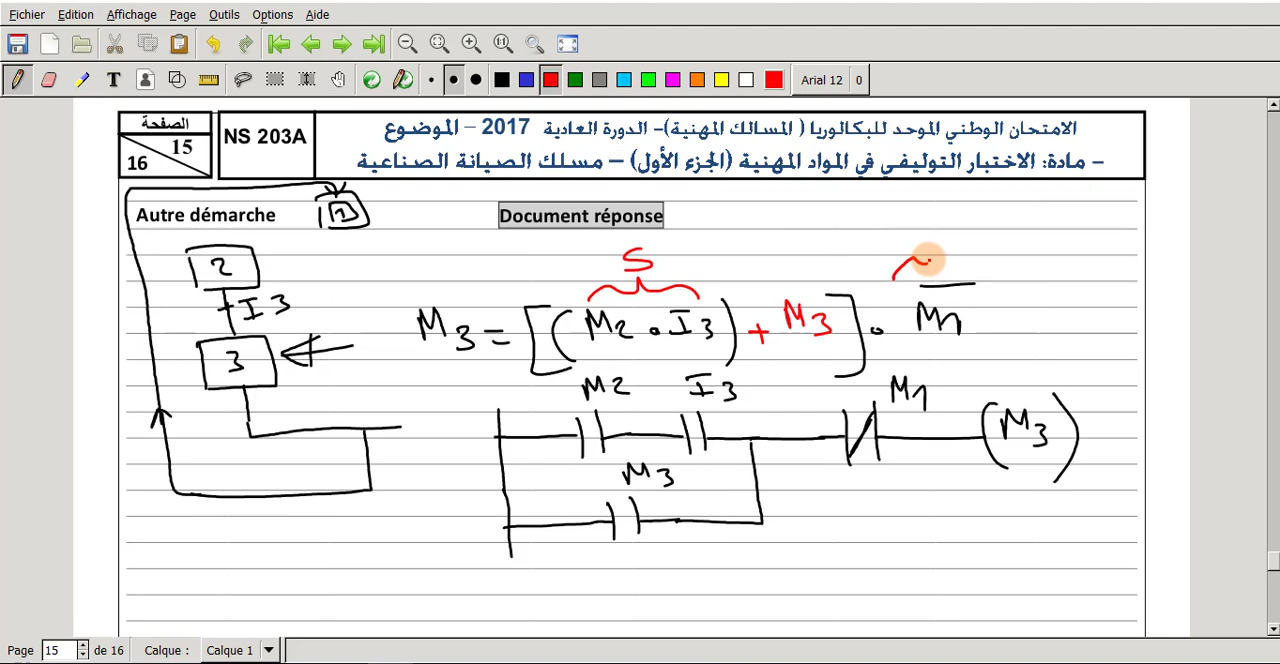 Fichier Edition Affichage Page Outils Options Aide
Arial 12 0
الصفحة
15
16
NS 203A
الامتحان الوطني الموحد للبكالوريا (المسالك المهنية)- الدورة العادية 2017 – الموضوع
- مادة: الاختبار التوليفي في المواد المهنية (الجزء الأول) – مسلك الصيانة الصناعية
Autre démarche
Document réponse
2
I3
3
S
M3 = [(M2 . I3) + M3] . M1
M2 I3 M1
(M3)
M3
Page 15 de 16 Calque : Calque 1